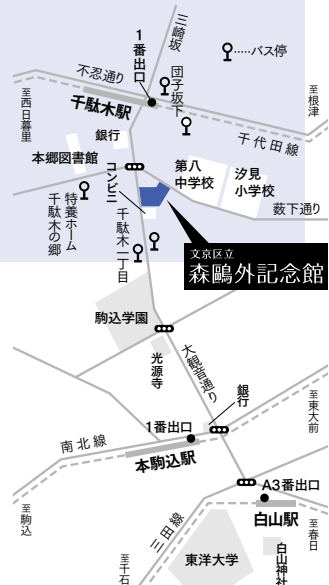 三崎坂
1番出口
.....バス停
不忍通り
団子坂下
至西日暮里
千駄木駅
至根津
銀行
千代田線
本郷図書館
コンビニ
第八
中学校
汐見
小学校
特養ホーム
千駄木の郷
千駄木一丁目
薮下通り
文京区立
森鷗外記念館
駒込学園
光源寺
大観音通り
銀行
至東大前
1番出口
南北線
本駒込駅
A3番出口
至駒込
三田線
白山駅
至春日
至千石
東洋大学
白山神社